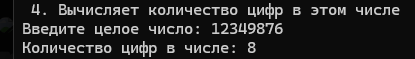 4. Вычисляет количество цифр в этом числе
Введите целое число: 12349876
Количество цифр в числе: 8